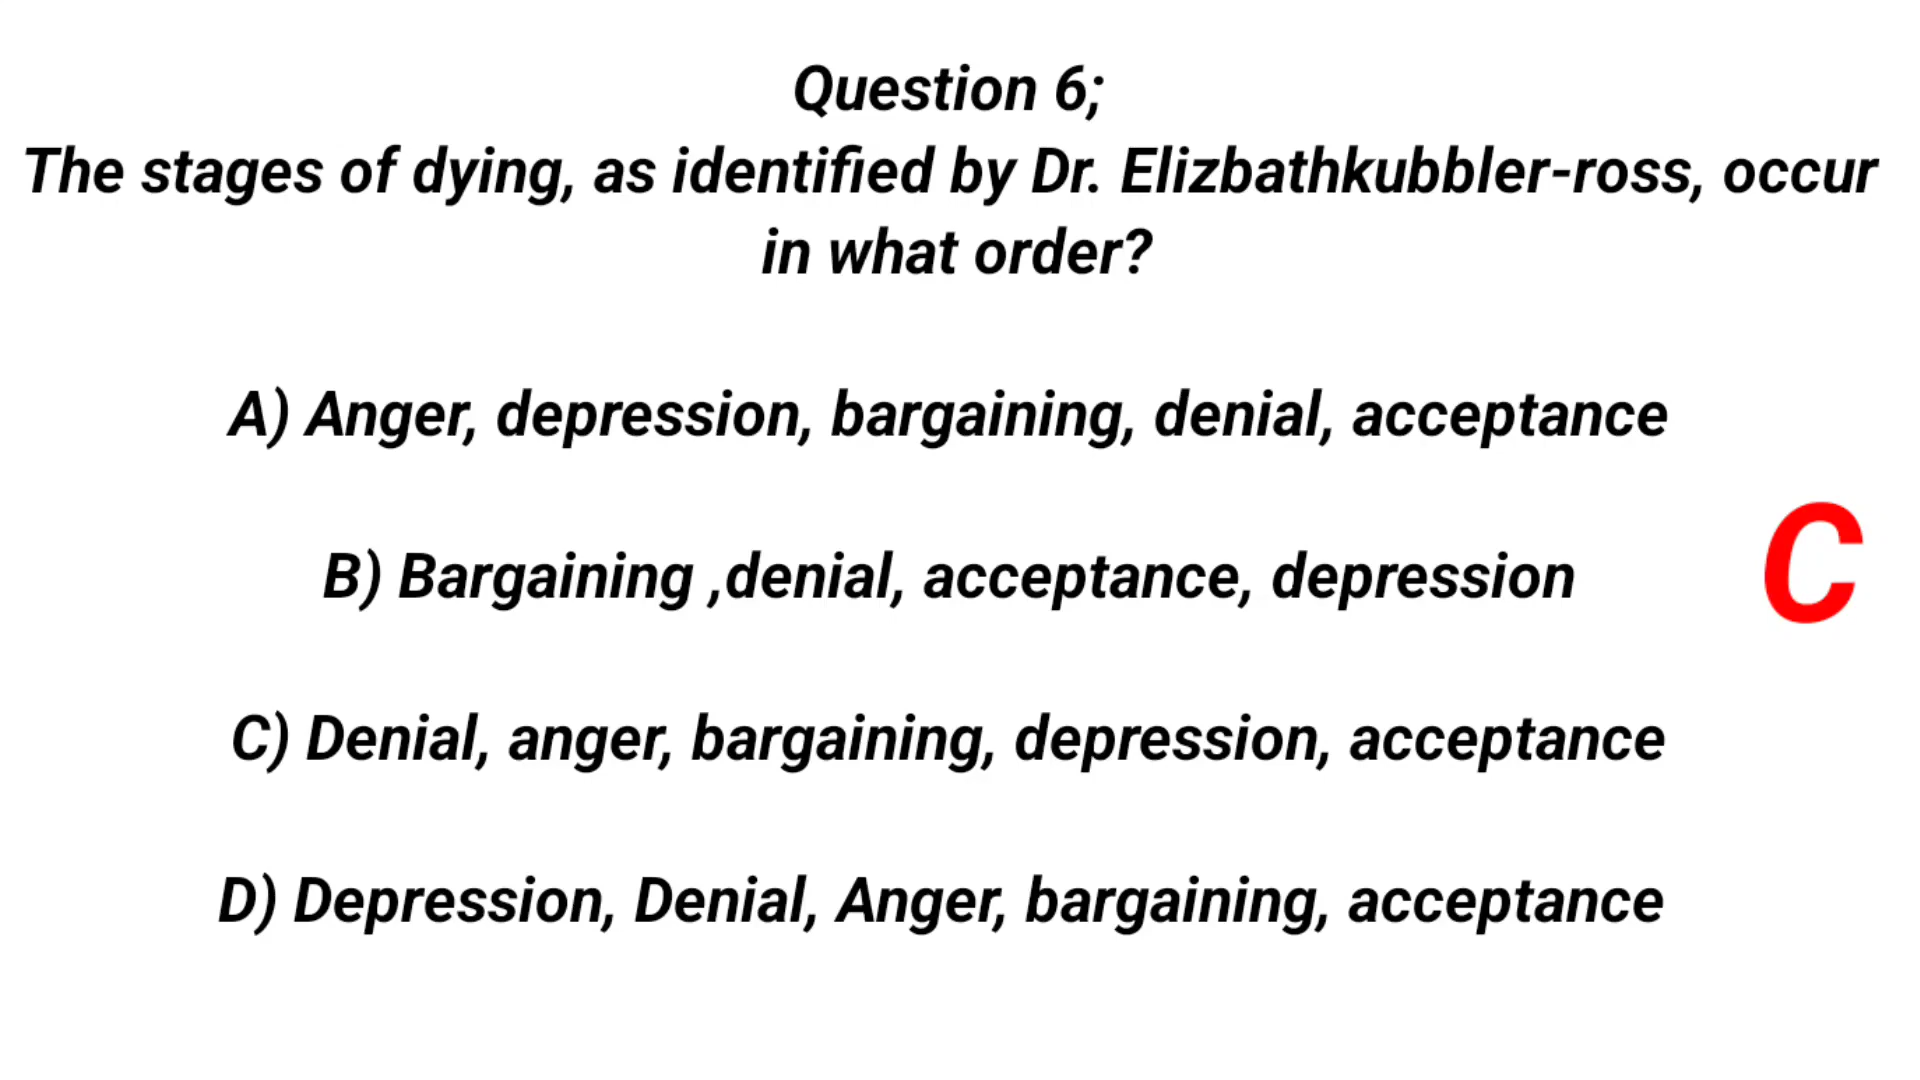 Question 6;
The stages of dying, as identified by Dr. Elizbathkubbler-ross, occur
in what order?
A) Anger, depression, bargaining, denial, acceptance
B) Bargaining ,denial, acceptance, depression
C
C) Denial, anger, bargaining, depression, acceptance
D) Depression, Denial, Anger, bargaining, acceptance